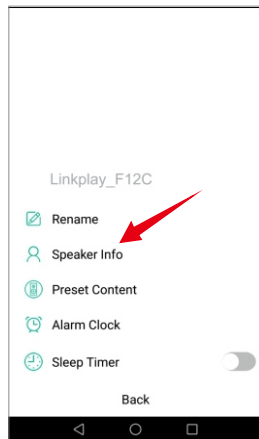 Linkplay_F12C
Rename
Speaker Info
Preset Content
Alarm Clock
Sleep Timer
Back